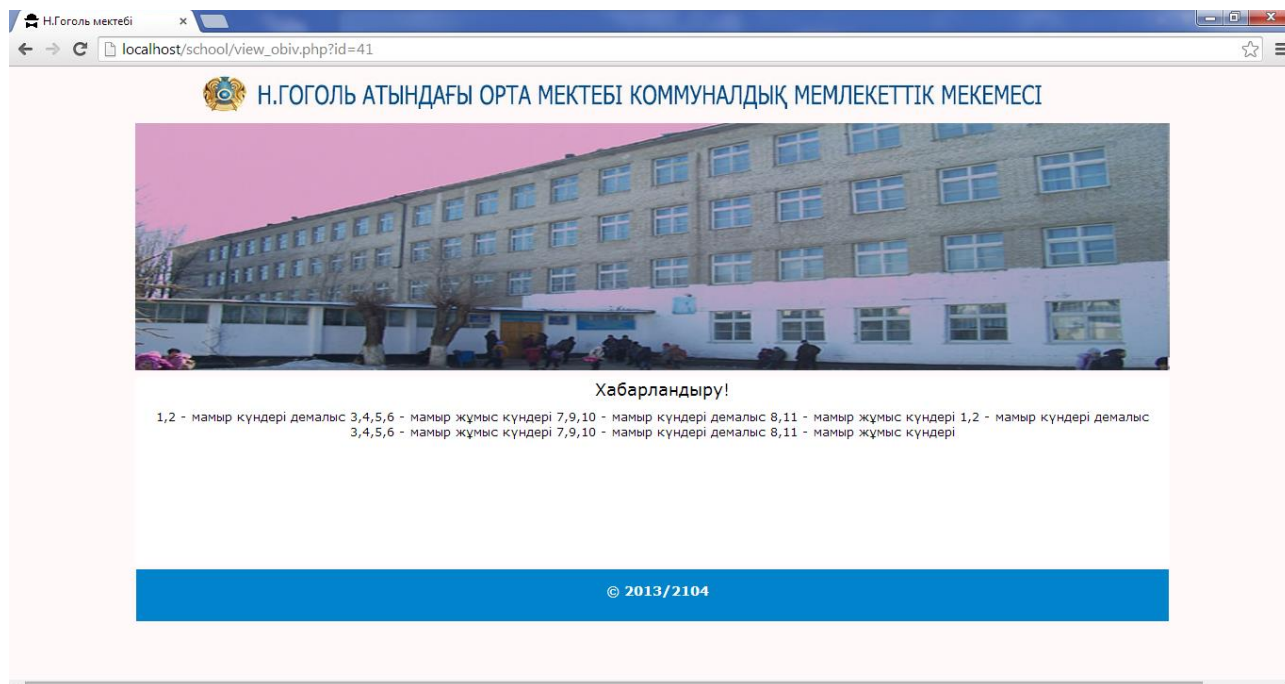 Н.Гоголь мектебі
localhost/school/view_obiv.php?id=41
Н.ГОГОЛЬ АТЫНДАҒЫ ОРТА МЕКТЕБІ КОММУНАЛДЫҚ МЕМЛЕКЕТТІК МЕКЕМЕСІ
Хабарландыру!
1,2 - мамыр күндері демалыс 3,4,5,6 - мамыр жұмыс күндері 7,9,10 - мамыр күндері демалыс 8,11 - мамыр жұмыс күндері 1,2 - мамыр күндері демалыс
3,4,5,6 - мамыр жұмыс күндері 7,9,10 - мамыр күндері демалыс 8,11 - мамыр жұмыс күндері
© 2013/2104